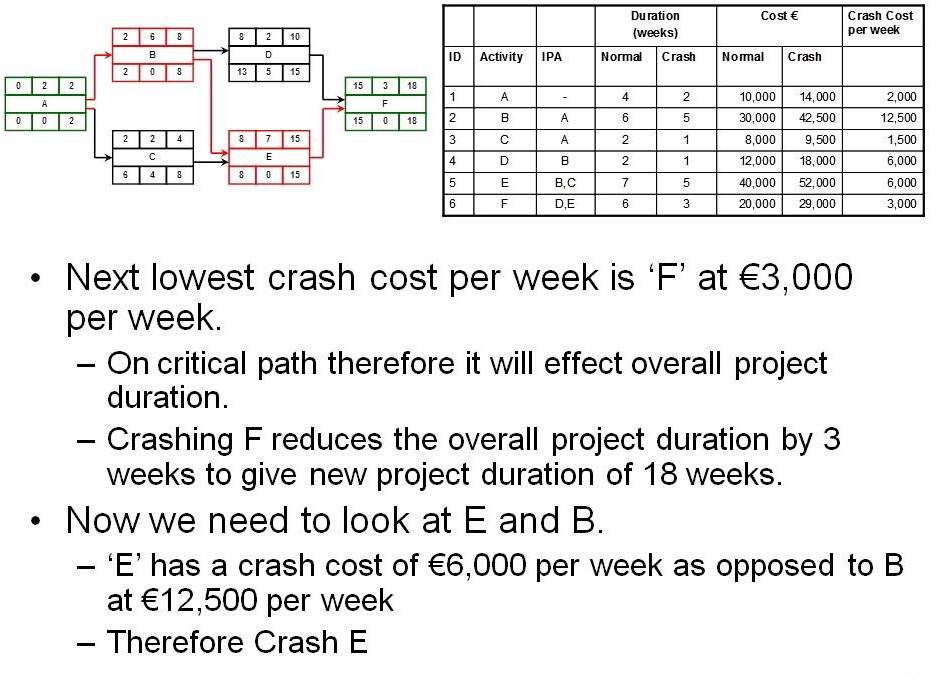 2 6 8 8 2 10
B D
2 0 8 13 5 15
0 2 2 15 3 18
A F
0 0 2 15 0 18
2 2 4 8 7 15
C E
6 4 8 8 0 15
Duration (weeks) Cost € Crash Cost per week
ID Activity IPA Normal Crash Normal Crash
1 A - 4 2 10,000 14,000 2,000
2 B A 6 5 30,000 42,500 12,500
3 C A 2 1 8,000 9,500 1,500
4 D B 2 1 12,000 18,000 6,000
5 E B,C 7 5 40,000 52,000 6,000
6 F D,E 6 3 20,000 29,000 3,000
• Next lowest crash cost per week is ‘F’ at €3,000
per week.
– On critical path therefore it will effect overall project
duration.
– Crashing F reduces the overall project duration by 3
weeks to give new project duration of 18 weeks.
• Now we need to look at E and B.
– ‘E’ has a crash cost of €6,000 per week as opposed to B
at €12,500 per week
– Therefore Crash E